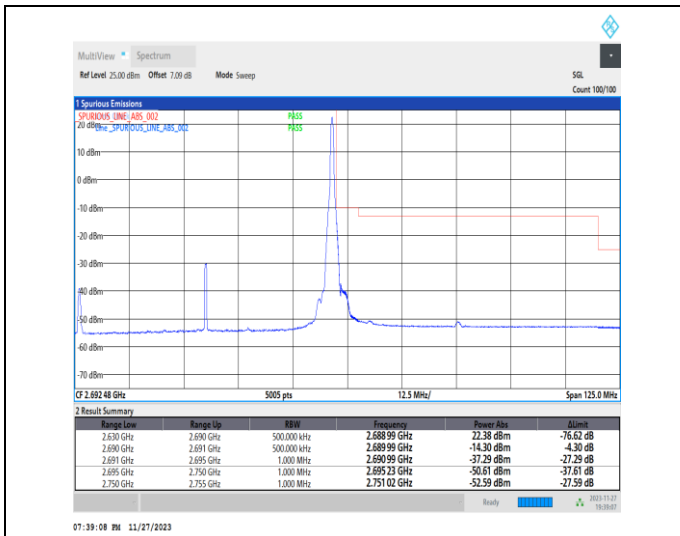 MultiView Spectrum
Ref Level 25.00 dBm Offset 7.09 dB Mode Sweep SGL
Count 100/100
1 Spurious Emissions
SPURIOUS_LINE_ABS_002 PASS
20 dBm
Line _SPURIOUS_LINE_ABS_002 PASS
10 dBm
0 dBm
-10 dBm
-20 dBm
-30 dBm
-40 dBm
-50 dBm
-60 dBm
-70 dBm
CF 2.692 48 GHz 5005 pts 12.5 MHz/ Span 125.0 MHz
2 Result Summary
Range Low Range Up RBW Frequency Power Abs ΔLimit
2.630 GHz 2.690 GHz 500.000 kHz 2.688 99 GHz 22.38 dBm -76.62 dB
2.690 GHz 2.691 GHz 500.000 kHz 2.689 99 GHz -14.30 dBm -4.30 dB
2.691 GHz 2.695 GHz 1.000 MHz 2.690 99 GHz -37.29 dBm -27.29 dB
2.695 GHz 2.750 GHz 1.000 MHz 2.695 23 GHz -50.61 dBm -37.61 dB
2.750 GHz 2.755 GHz 1.000 MHz 2.751 02 GHz -52.59 dBm -27.59 dB
Ready 2023-11-27
19:39:07
07:39:08 PM 11/27/2023